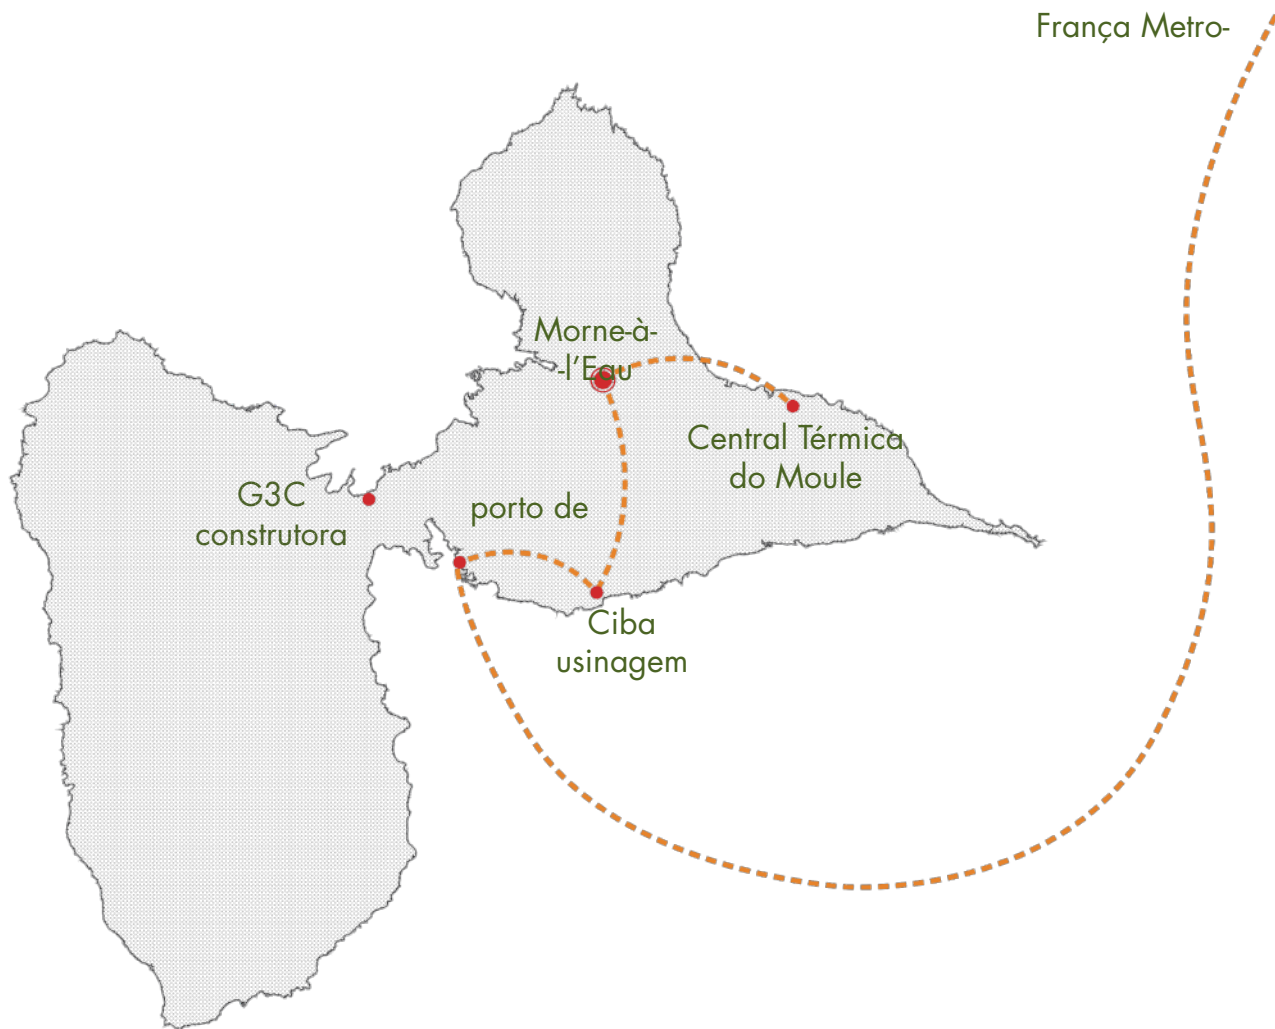 França Metro-
Morne-à-
-l'Eau
Central Térmica
do Moule
G3C
construtora
porto de
Ciba
usinagem